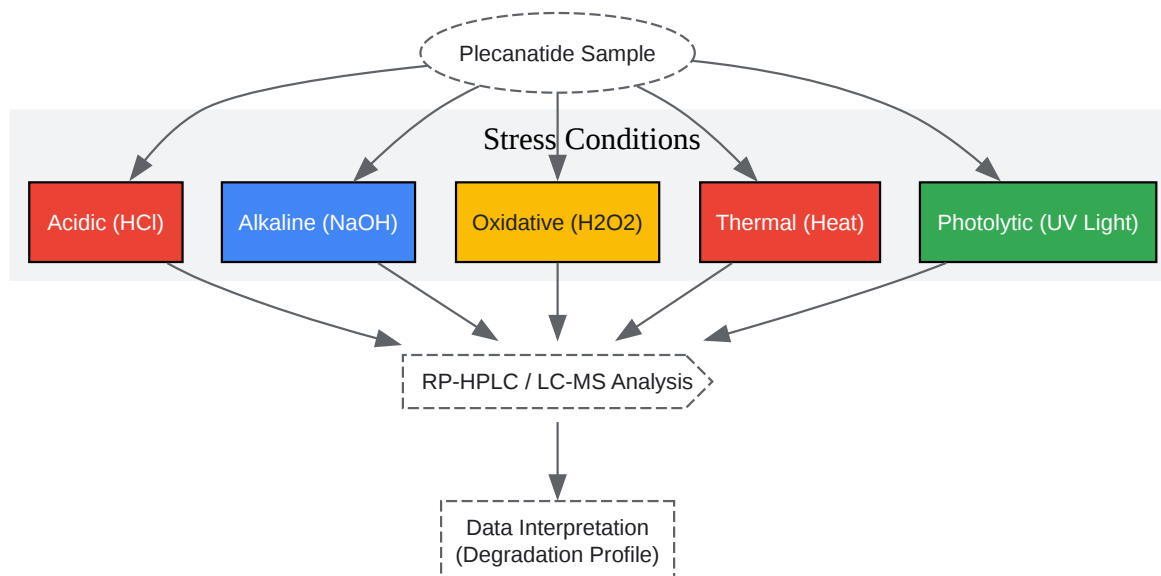 Plecanatide Sample
Stress Conditions
Acidic (HCl)
Alkaline (NaOH)
Oxidative (H2O2)
Thermal (Heat)
Photolytic (UV Light)
RP-HPLC / LC-MS Analysis
Data Interpretation
(Degradation Profile)